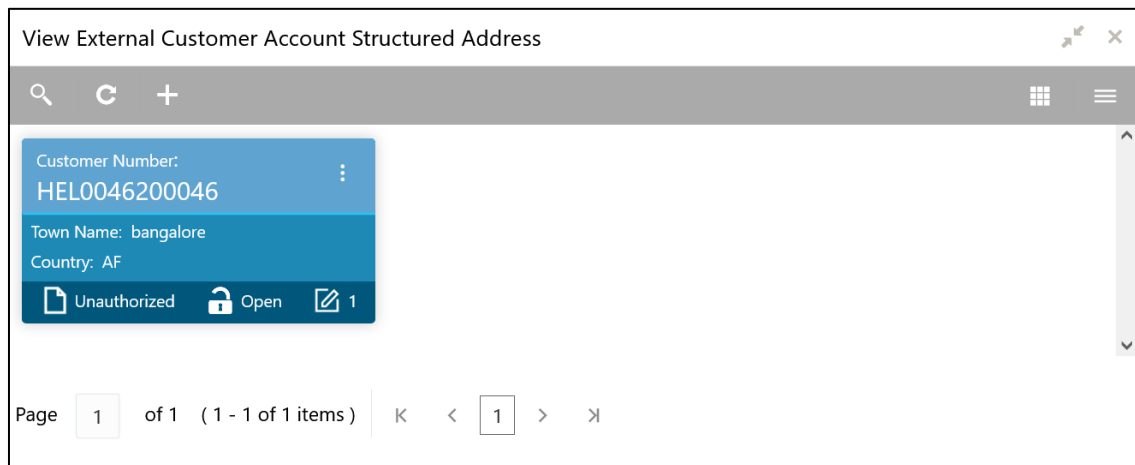 View External Customer Account Structured Address
Customer Number:
HEL0046200046
Town Name: bangalore
Country: AF
Unauthorized Open 1
Page 1 of 1 ( 1 - 1 of 1 items ) 1